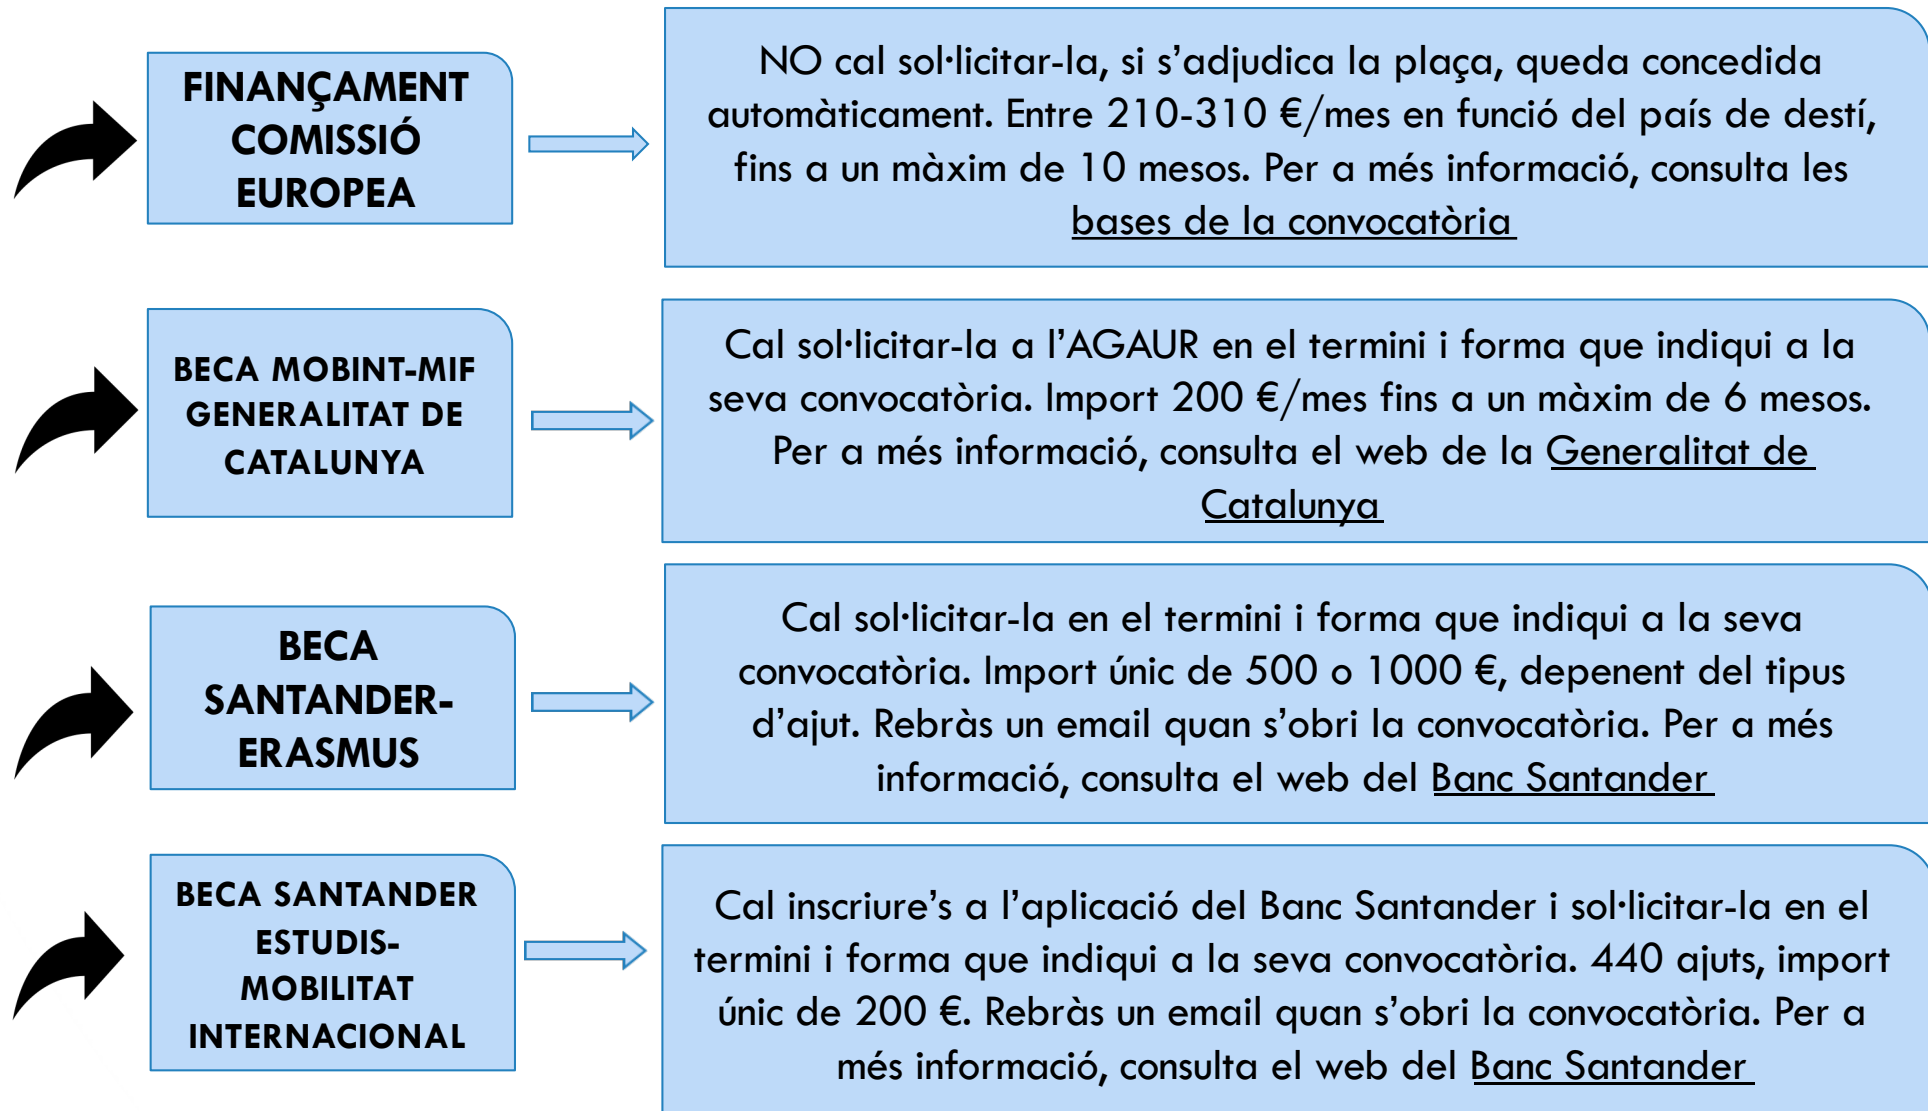 FINANÇAMENT
COMISSIÓ
EUROPEA
NO cal sol·licitar-la, si s’adjudica la plaça, queda concedida
automàticament. Entre 210-310 €/mes en funció del país de destí,
fins a un màxim de 10 mesos. Per a més informació, consulta les
bases de la convocatòria
BECA MOBINT-MIF
GENERALITAT DE
CATALUNYA
Cal sol·licitar-la a l’AGAUR en el termini i forma que indiqui a la
seva convocatòria. Import 200 €/mes fins a un màxim de 6 mesos.
Per a més informació, consulta el web de la Generalitat de
Catalunya
BECA
SANTANDER-
ERASMUS
Cal sol·licitar-la en el termini i forma que indiqui a la seva
convocatòria. Import únic de 500 o 1000 €, depenent del tipus
d’ajut. Rebràs un email quan s’obri la convocatòria. Per a més
informació, consulta el web del Banc Santander
BECA SANTANDER
ESTUDIS-
MOBILITAT
INTERNACIONAL
Cal inscriure’s a l’aplicació del Banc Santander i sol·licitar-la en el
termini i forma que indiqui a la seva convocatòria. 440 ajuts, import
únic de 200 €. Rebràs un email quan s’obri la convocatòria. Per a
més informació, consulta el web del Banc Santander